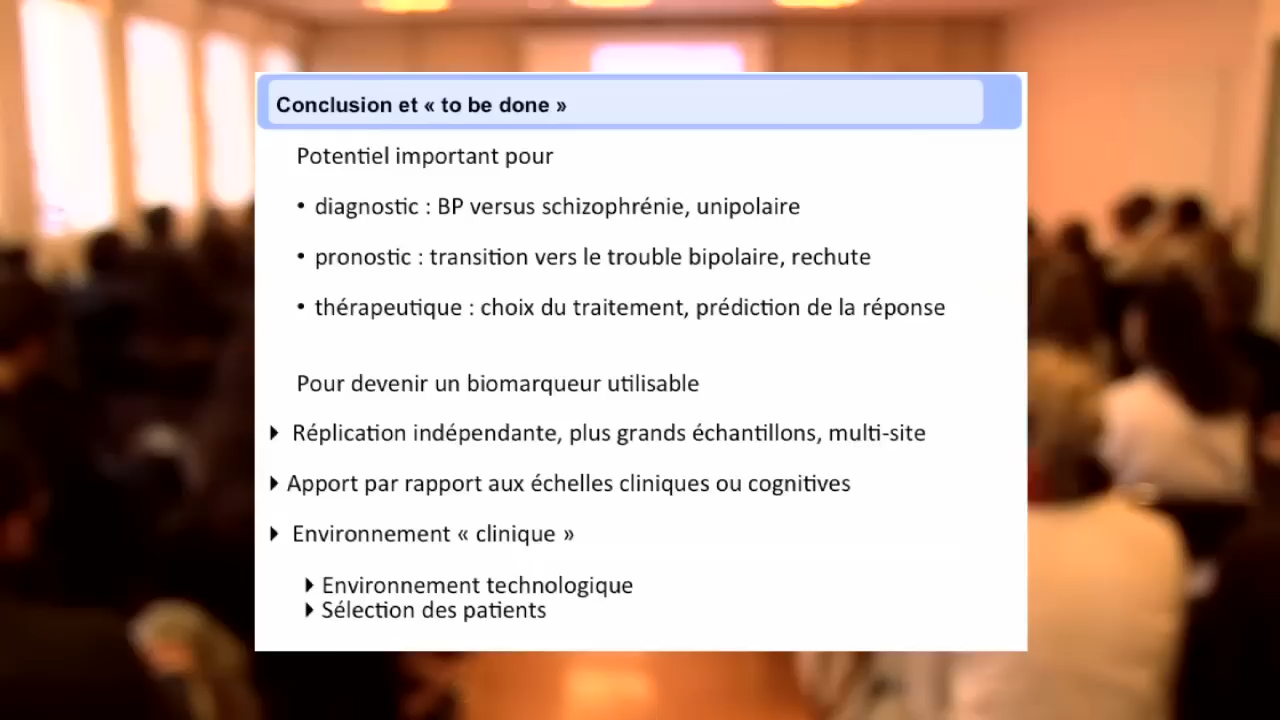 Conclusion et « to be done »
Potentiel important pour
• diagnostic : BP versus schizophrénie, unipolaire
• pronostic : transition vers le trouble bipolaire, rechute
• thérapeutique : choix du traitement, prédiction de la réponse
Pour devenir un biomarqueur utilisable
Réplication indépendante, plus grands échantillons, multi-site
Apport par rapport aux échelles cliniques ou cognitives
Environnement « clinique »
Environnement technologique
Sélection des patients